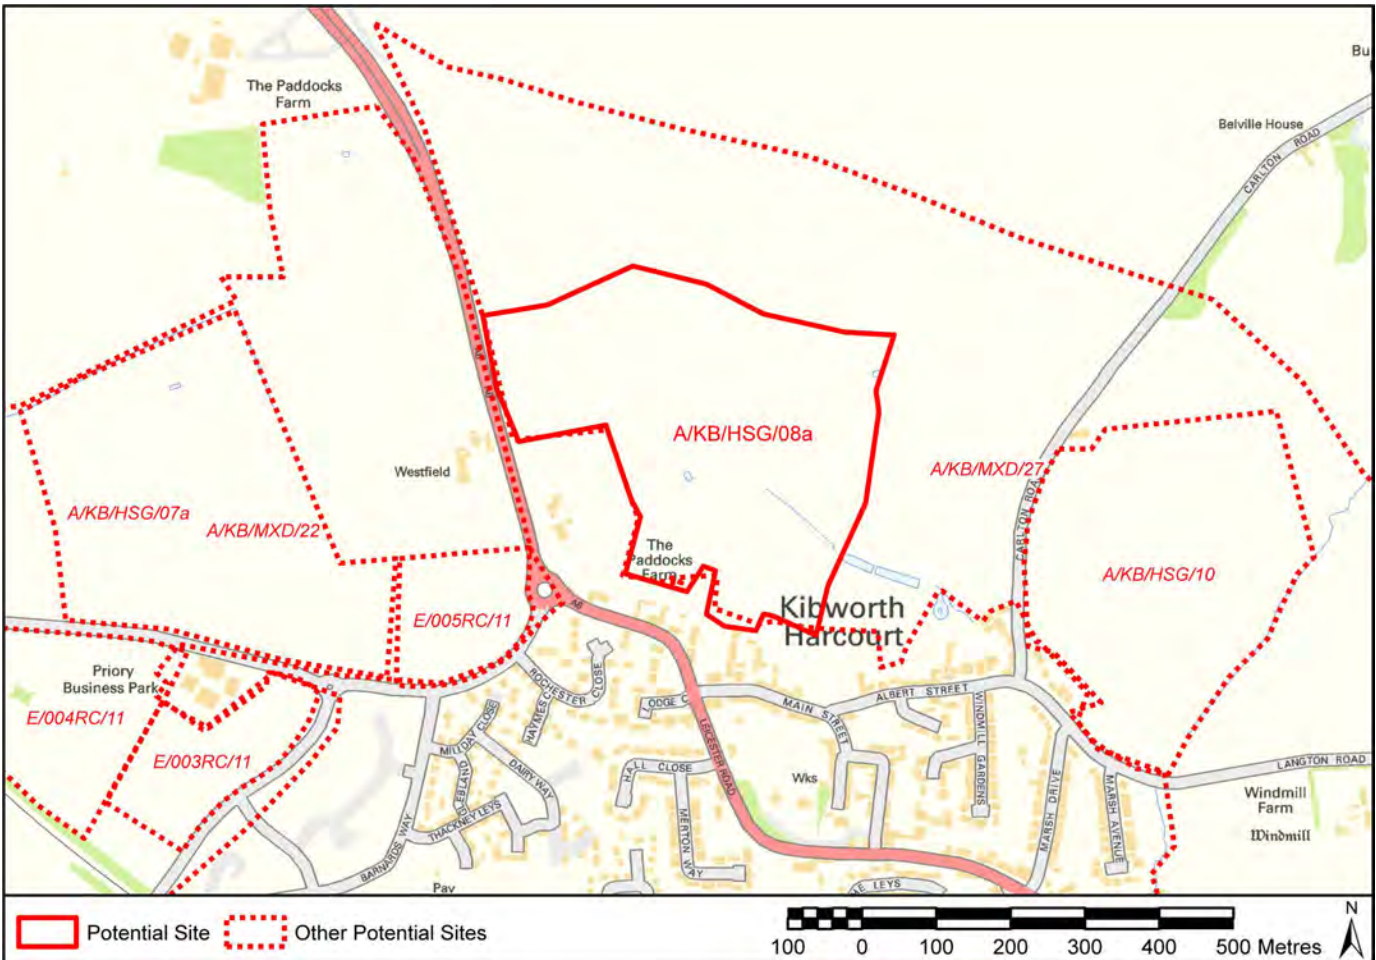 The Paddocks
Farm
Bu
Belville House
CARLTON ROAD
A/KB/HSG/08a
Westfield
A/KB/MXD/27
A/KB/HSG/07a
A/KB/MXD/22
CARLTON ROA
The
Paddocks
Farm
A/KB/HSG/10
A6
Kibworth
Harcourt
E/005RC/11
Priory
Business Park
E/004RC/11
E/003RC/11
ROCHESTER CLOSE
HAYMES C
LODGE C
MAIN STREET
ALBERT STREET
WINDMILL GARDENS
LEICESTER ROAD
MILLDAY CLOSE
GLEBLAND
DAIRY WAY
THACKNEY LEYS
BARNARDS WAY
HALL CLOSE
MERTON WAY
Wks
MARSH DRIVE
MARSH AVENUE
LANGTON ROAD
Windmill
Farm
Windmill
Pav
ME LEYS
Potential Site
Other Potential Sites
100 0 100 200 300 400 500 Metres
N